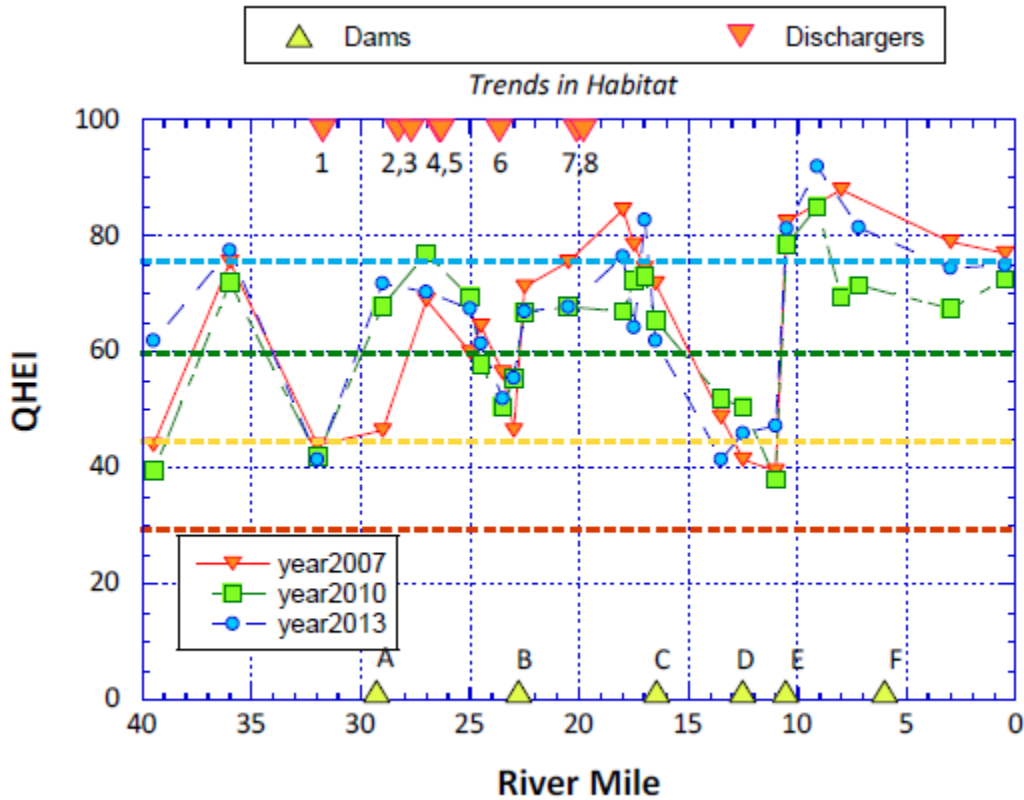 Dams Dischargers
Trends in Habitat
100
1 2,3 4,5 6 7,8
80
60
QHEI
40
20
year2007
year2010
year2013
A B C D E F
0
40 35 30 25 20 15 10 5 0
River Mile